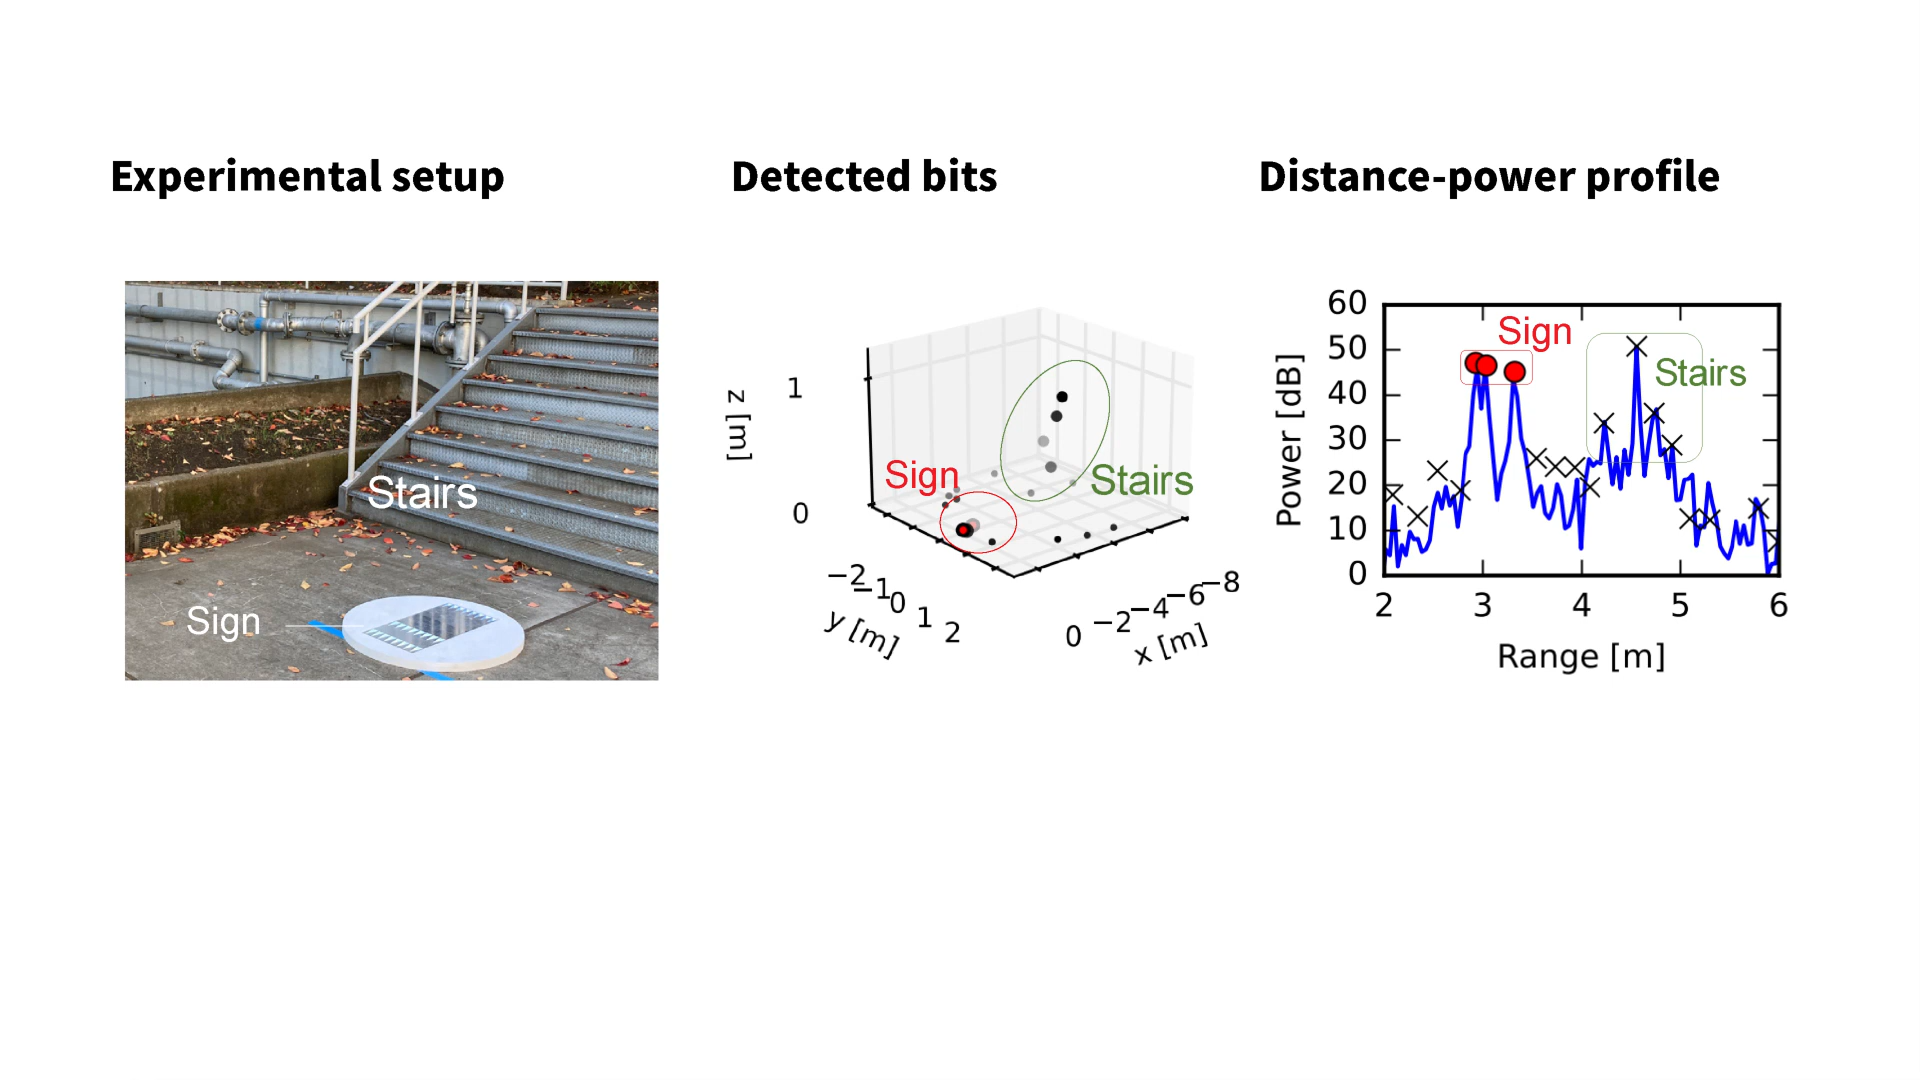 Experimental setup
Detected bits
Distance-power profile
Stairs
Sign
z [m]
1
0
Sign
Stairs
−2
−1
0
1
2
y [m]
0
−2
−4
−6
−8
x [m]
60
50
40
30
20
10
0
Power [dB]
Sign
Stairs
2 3 4 5 6
Range [m]